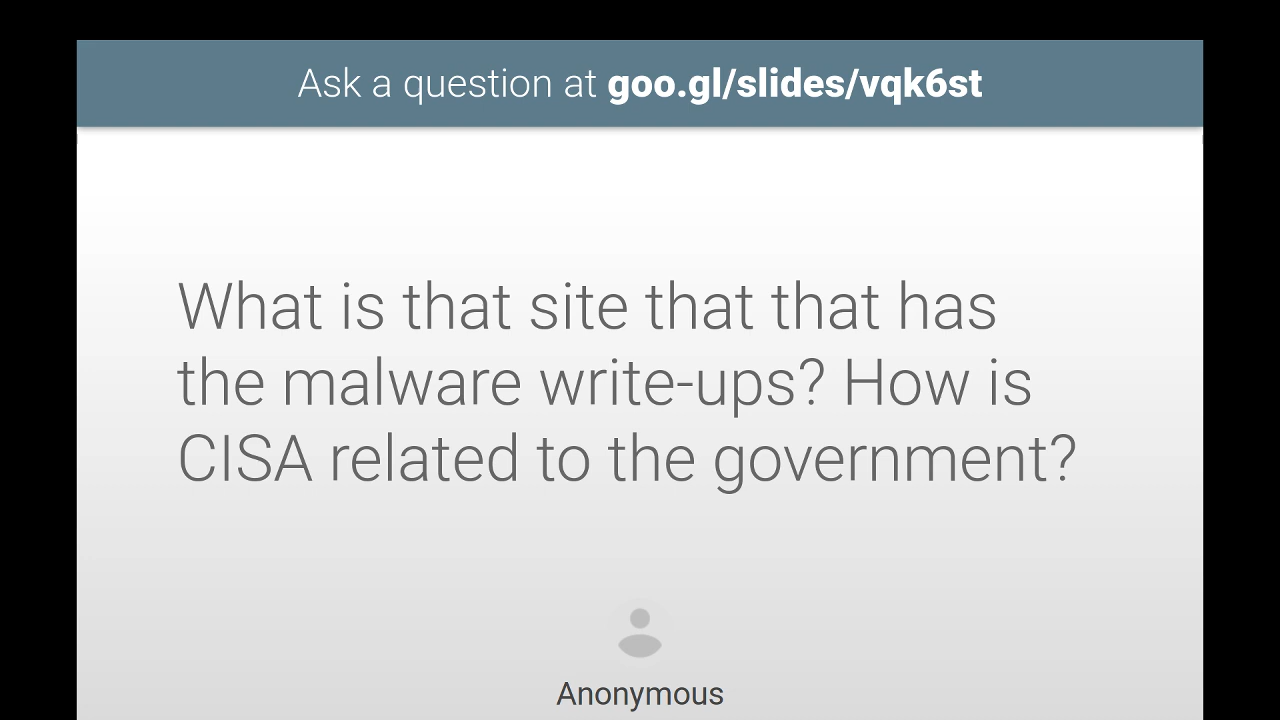 Ask a question at goo.gl/slides/vqk6st
What is that site that that has
the malware write-ups? How is
CISA related to the government?
Anonymous